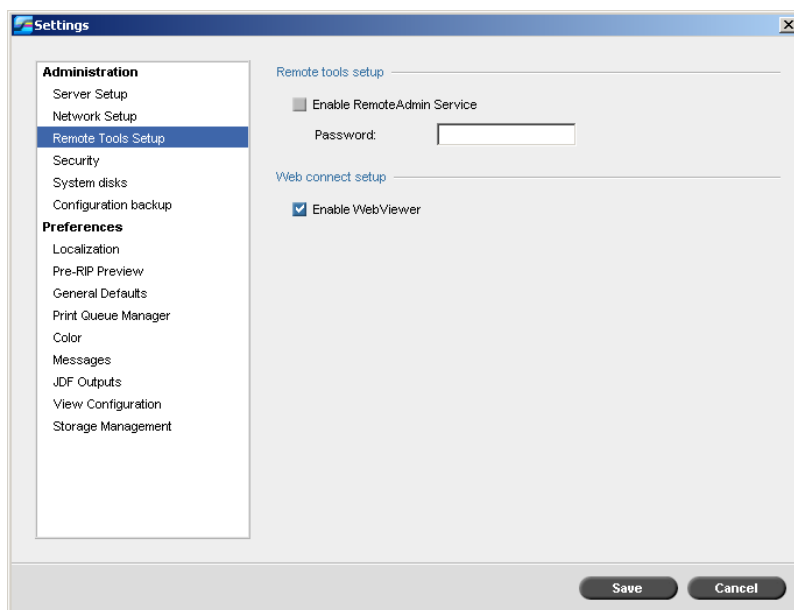 Settings
Administration
Server Setup
Network Setup
Remote Tools Setup
Security
System disks
Configuration backup
Preferences
Localization
Pre-RIP Preview
General Defaults
Print Queue Manager
Color
Messages
JDF Outputs
View Configuration
Storage Management
Remote tools setup
Enable RemoteAdmin Service
Password:
Web connect setup
Enable WebViewer
Save
Cancel